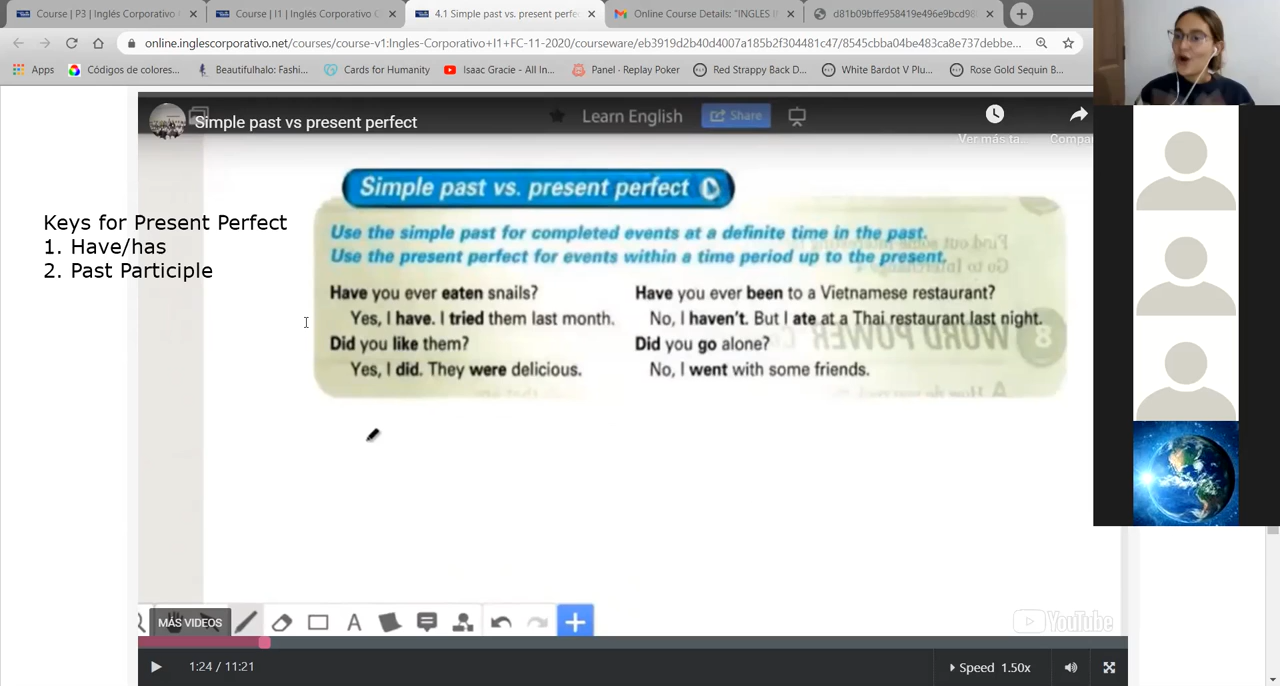 Course | P3 | Inglés Corporativo
Course | I1 | Inglés Corporativo C
4.1 Simple past vs. present perfe
Online Course Details: "INGLES I
d81b09bffe958419e496e9bcd98
online.inglescorporativo.net/courses/course-v1:Ingles-Corporativo+I1+FC-11-2020/courseware/eb3919d2b40d4007a185b2f304481c47/8545cbba04be483ca8e737debbe...
Apps
Códigos de colores...
Beautifulhalo: Fashi...
Cards for Humanity
Isaac Gracie - All In...
Panel · Replay Poker
Red Strappy Back D...
White Bardot V Plu...
Rose Gold Sequin B...
Simple past vs present perfect
Learn English
Share
Ver más ta...
Compa
Simple past vs. present perfect
Keys for Present Perfect
1. Have/has
2. Past Participle
Use the simple past for completed events at a definite time in the past.
Use the present perfect for events within a time period up to the present.
Have you ever eaten snails?
Yes, I have. I tried them last month.
Did you like them?
Yes, I did. They were delicious.
Have you ever been to a Vietnamese restaurant?
No, I haven't. But I ate at a Thai restaurant last night.
Did you go alone?
No, I went with some friends.
8 WORD POWER
MÁS VIDEOS
YouTube
1:24 / 11:21
Speed 1.50x